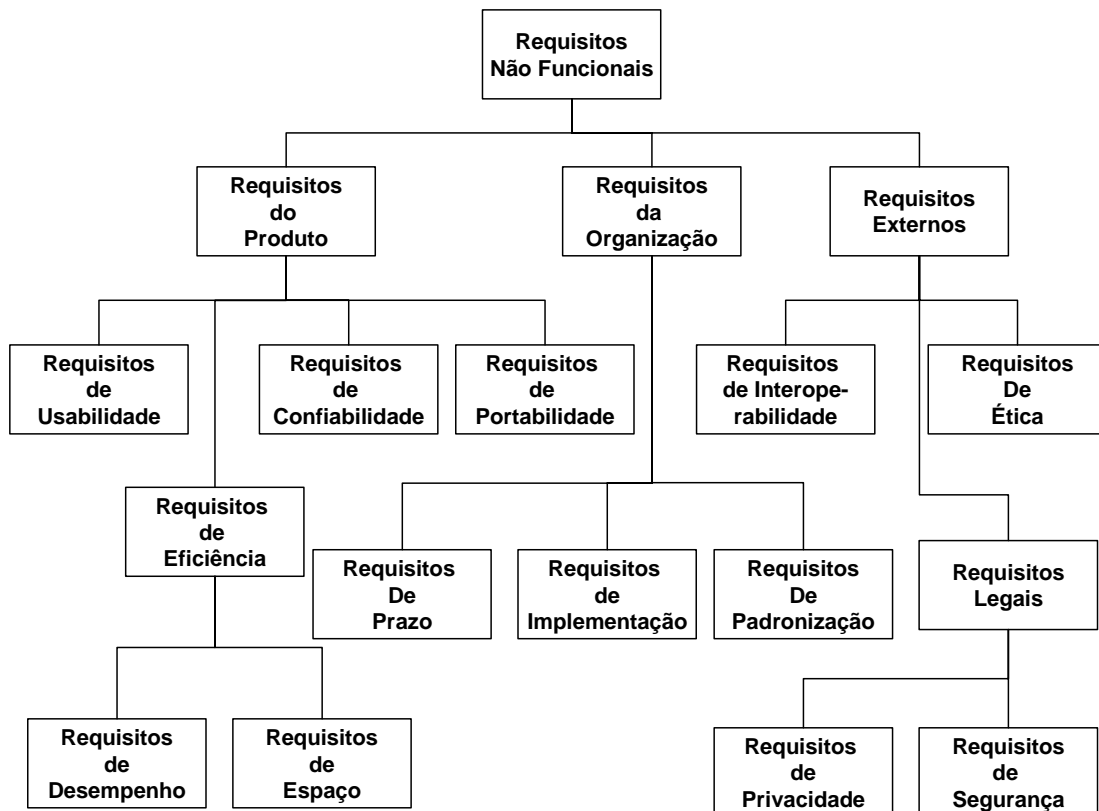 Requisitos
Não Funcionais
Requisitos
do
Produto
Requisitos
da
Organização
Requisitos
Externos
Requisitos
de
Usabilidade
Requisitos
de
Confiabilidade
Requisitos
de
Portabilidade
Requisitos
de Interope-
rabilidade
Requisitos
De
Ética
Requisitos
de
Eficiência
Requisitos
De
Prazo
Requisitos
de
Implementação
Requisitos
De
Padronização
Requisitos
Legais
Requisitos
de
Desempenho
Requisitos
de
Espaço
Requisitos
de
Privacidade
Requisitos
de
Segurança